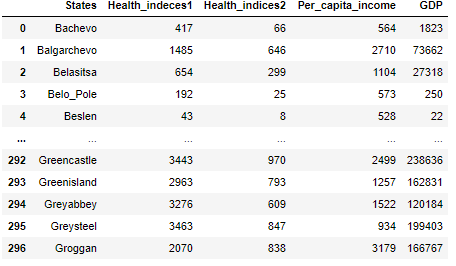 States Health_indeces1 Health_indices2 Per_capita_income GDP
0 Bachevo 417 66 564 1823
1 Balgarchevo 1485 646 2710 73662
2 Belasitsa 654 299 1104 27318
3 Belo_Pole 192 25 573 250
4 Beslen 43 8 528 22
... ... ... ... ... ...
292 Greencastle 3443 970 2499 238636
293 Greenisland 2963 793 1257 162831
294 Greyabbey 3276 609 1522 120184
295 Greysteel 3463 847 934 199403
296 Groggan 2070 838 3179 166767